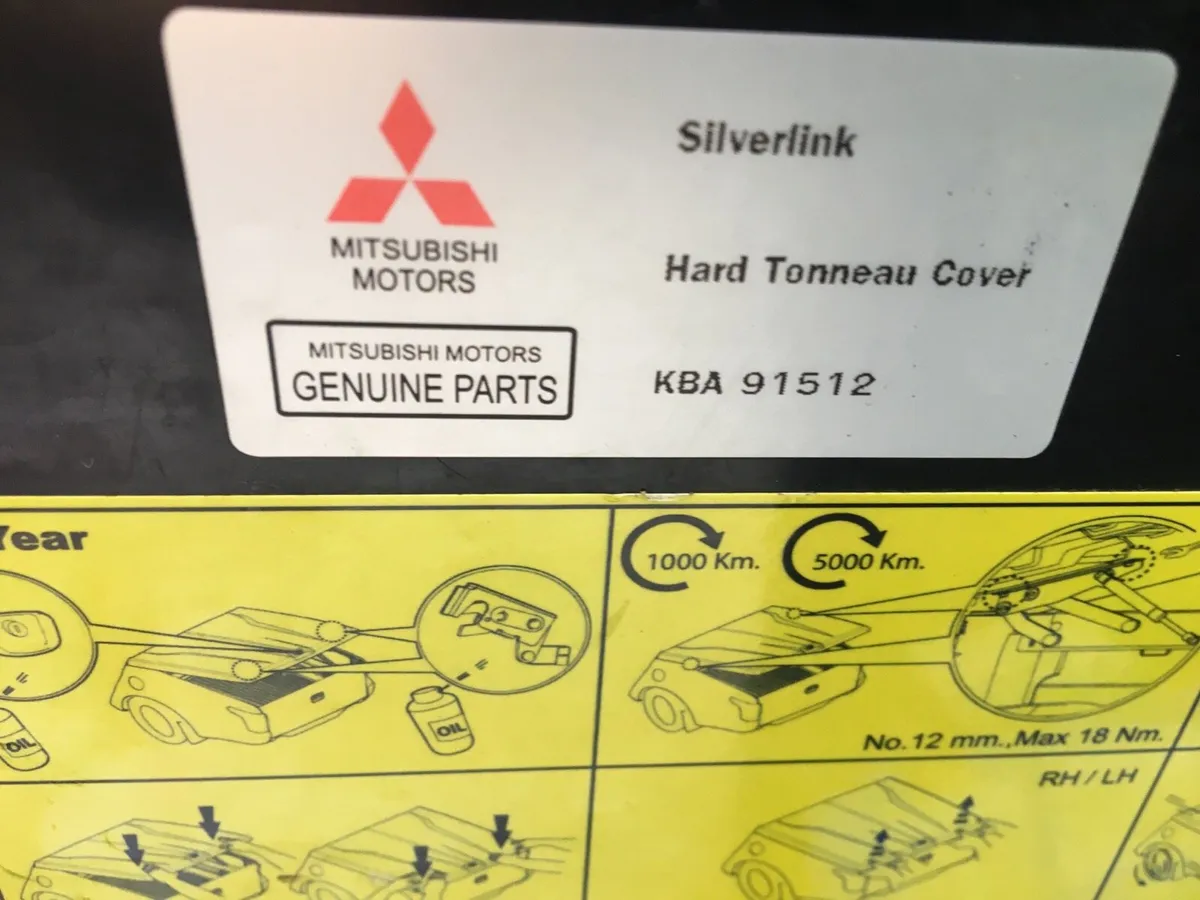 MITSUBISHI
MOTORS
MITSUBISHI MOTORS
GENUINE PARTS
Silverlink
Hard Tonneau Cover
KBA 91512
Year
1000 Km. 5000 Km.
OIL
OIL
No.12 mm.,Max 18 Nm.
RH / LH